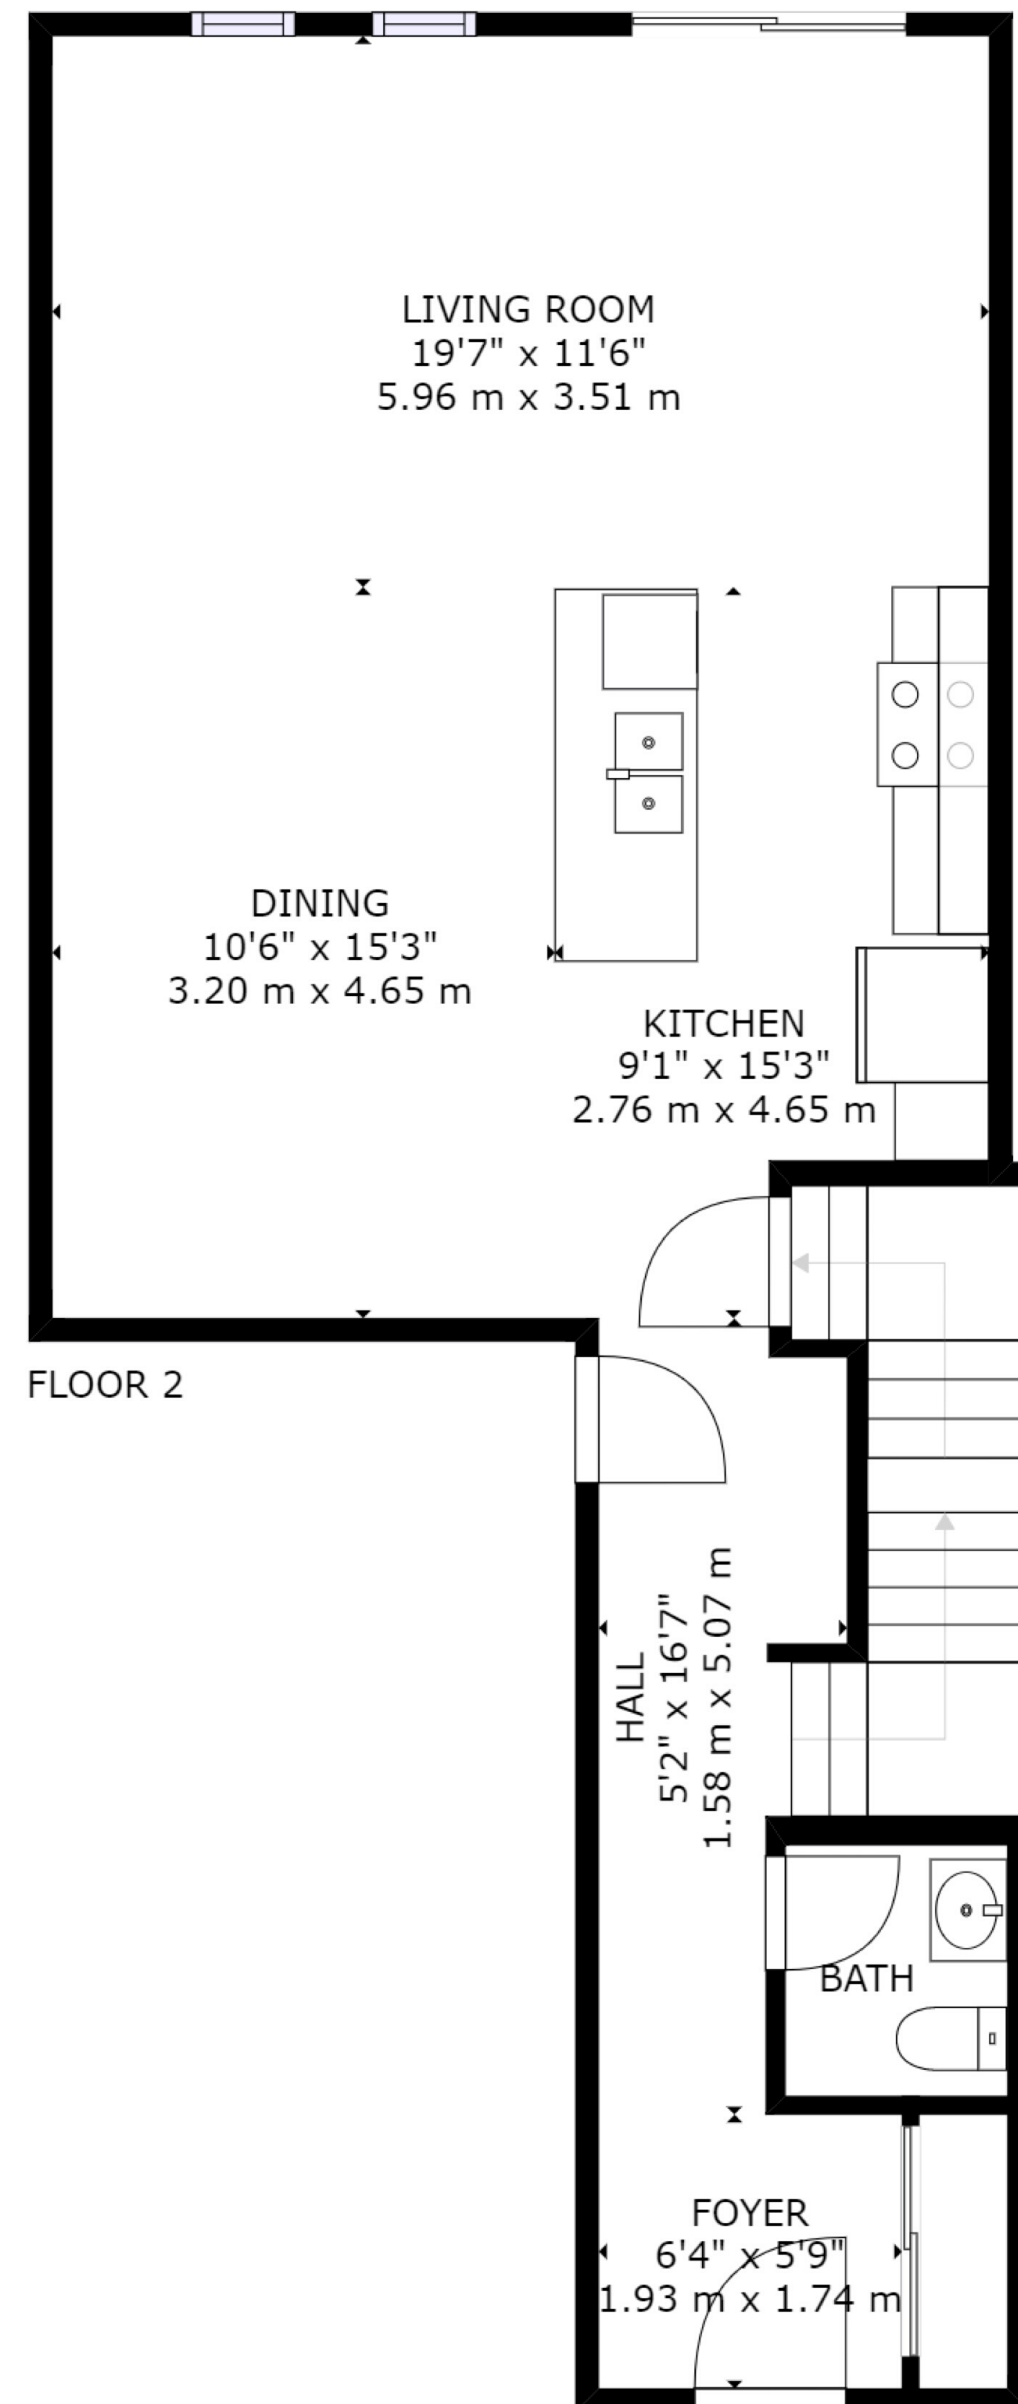 LIVING ROOM
19'7" x 11'6"
5.96 m x 3.51 m
DINING
10'6" x 15'3"
3.20 m x 4.65 m
KITCHEN
9'1" x 15'3"
2.76 m x 4.65 m
FLOOR 2
HALL
5'2" x 16'7"
1.58 m x 5.07 m
BATH
FOYER
6'4" x 5'9"
1.93 m x 1.74 m